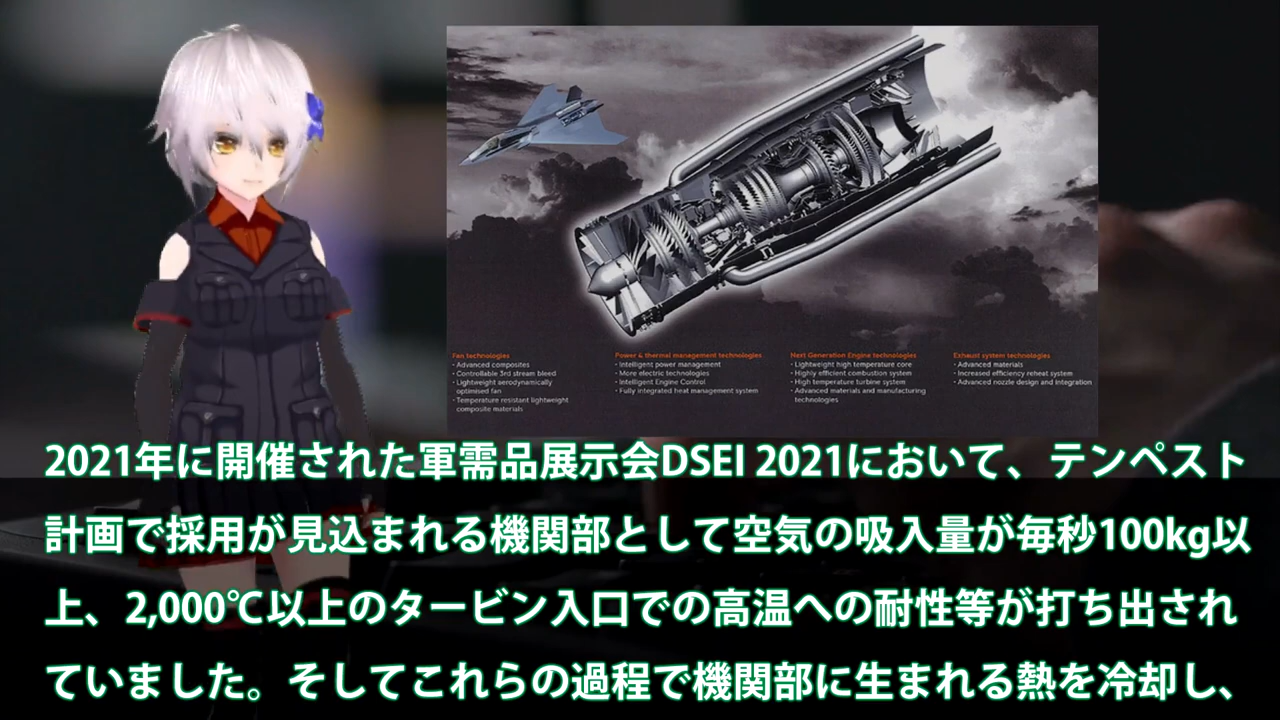 Fan technologies
- Advanced composites
- Controllable 3rd stream bleed
- Lightweight aerodynamically
optimised fan
- Temperature resistant lightweight
composite materials
Power & thermal management technologies
- Intelligent power management
- More electric technologies
- Intelligent Engine Control
- Fully integrated heat management system
Next Generation Engine technologies
- Lightweight high temperature core
- Highly efficient combustion system
- High temperature turbine system
- Advanced materials and manufacturing
technologies
Exhaust system technologies
- Advanced materials
- Increased efficiency reheat system
- Advanced nozzle design and integration
2021年に開催された軍需品展示会DSEI 2021において、テンペスト
計画で採用が見込まれる機関部として空気の吸入量が毎秒100kg以
上、2,000℃以上のタービン入口での高温への耐性等が打ち出され
ていました。そしてこれらの過程で機関部に生まれる熱を冷却し、